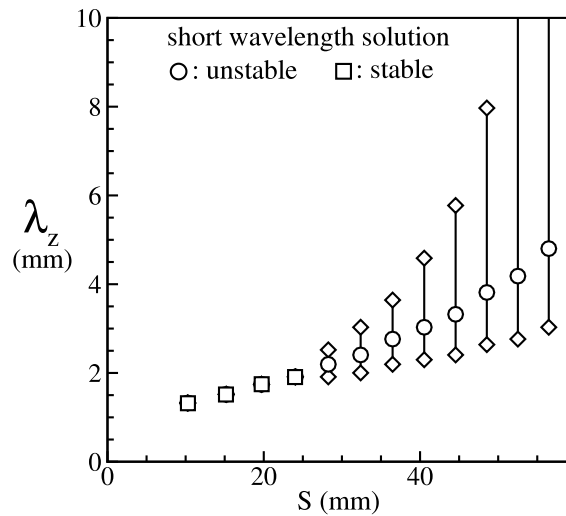 10
short wavelength solution
: unstable : stable
8
6
λz
(mm)
4
2
0
0 20 40
S (mm)